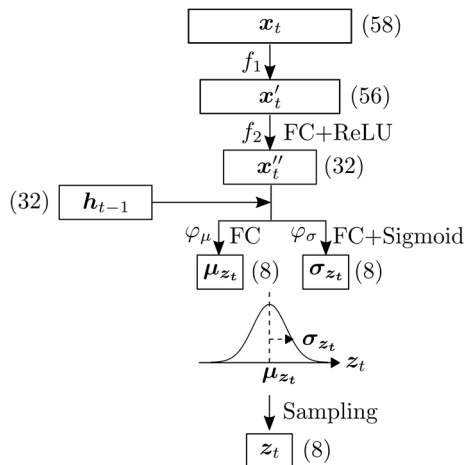 x_t (58)
f_1
x'_t (56)
f_2 FC+ReLU
x''_t (32)
(32) h_{t−1}
φ_μ FC φ_σ FC+Sigmoid
μ_{z_t} (8) σ_{z_t} (8)
σ_{z_t}
z_t
μ_{z_t}
Sampling
z_t (8)